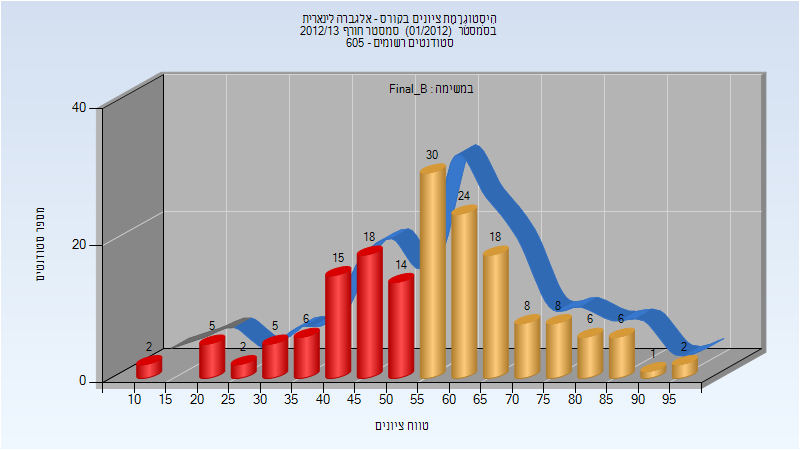 היסטוגרמת ציונים בקורס - אלגברה לינארית
בסמסטר (01/2012) סמסטר חורף 2012/13
סטודנטים רשומים - 605
במשימה : Final_B
מספר סטודנטים
40
20
0
2
5
2
5
6
15
18
14
30
24
18
8
8
6
6
1
2
10 15 20 25 30 35 40 45 50 55 60 65 70 75 80 85 90 95
טווח ציונים